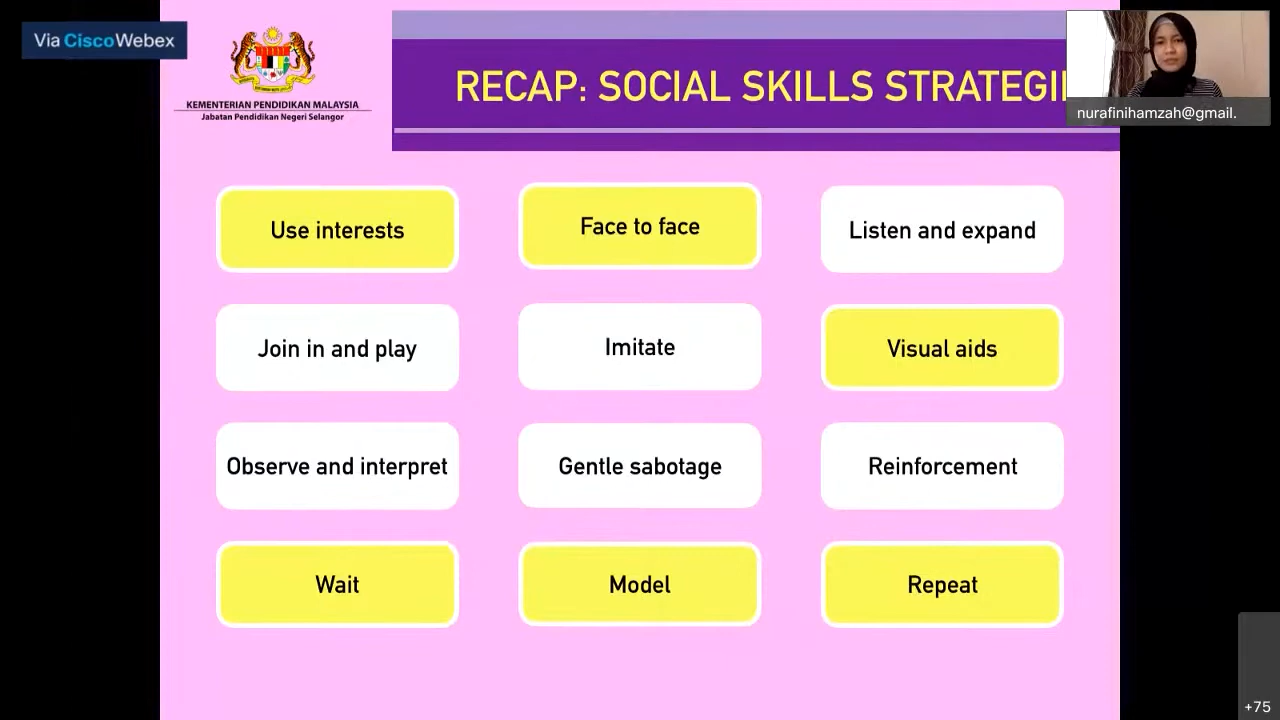 Via Cisco Webex
KEMENTERIAN PENDIDIKAN MALAYSIA
Jabatan Pendidikan Negeri Selangor
RECAP: SOCIAL SKILLS STRATEGI
nurafinihamzah@gmail.
Use interests
Face to face
Listen and expand
Join in and play
Imitate
Visual aids
Observe and interpret
Gentle sabotage
Reinforcement
Wait
Model
Repeat
+75